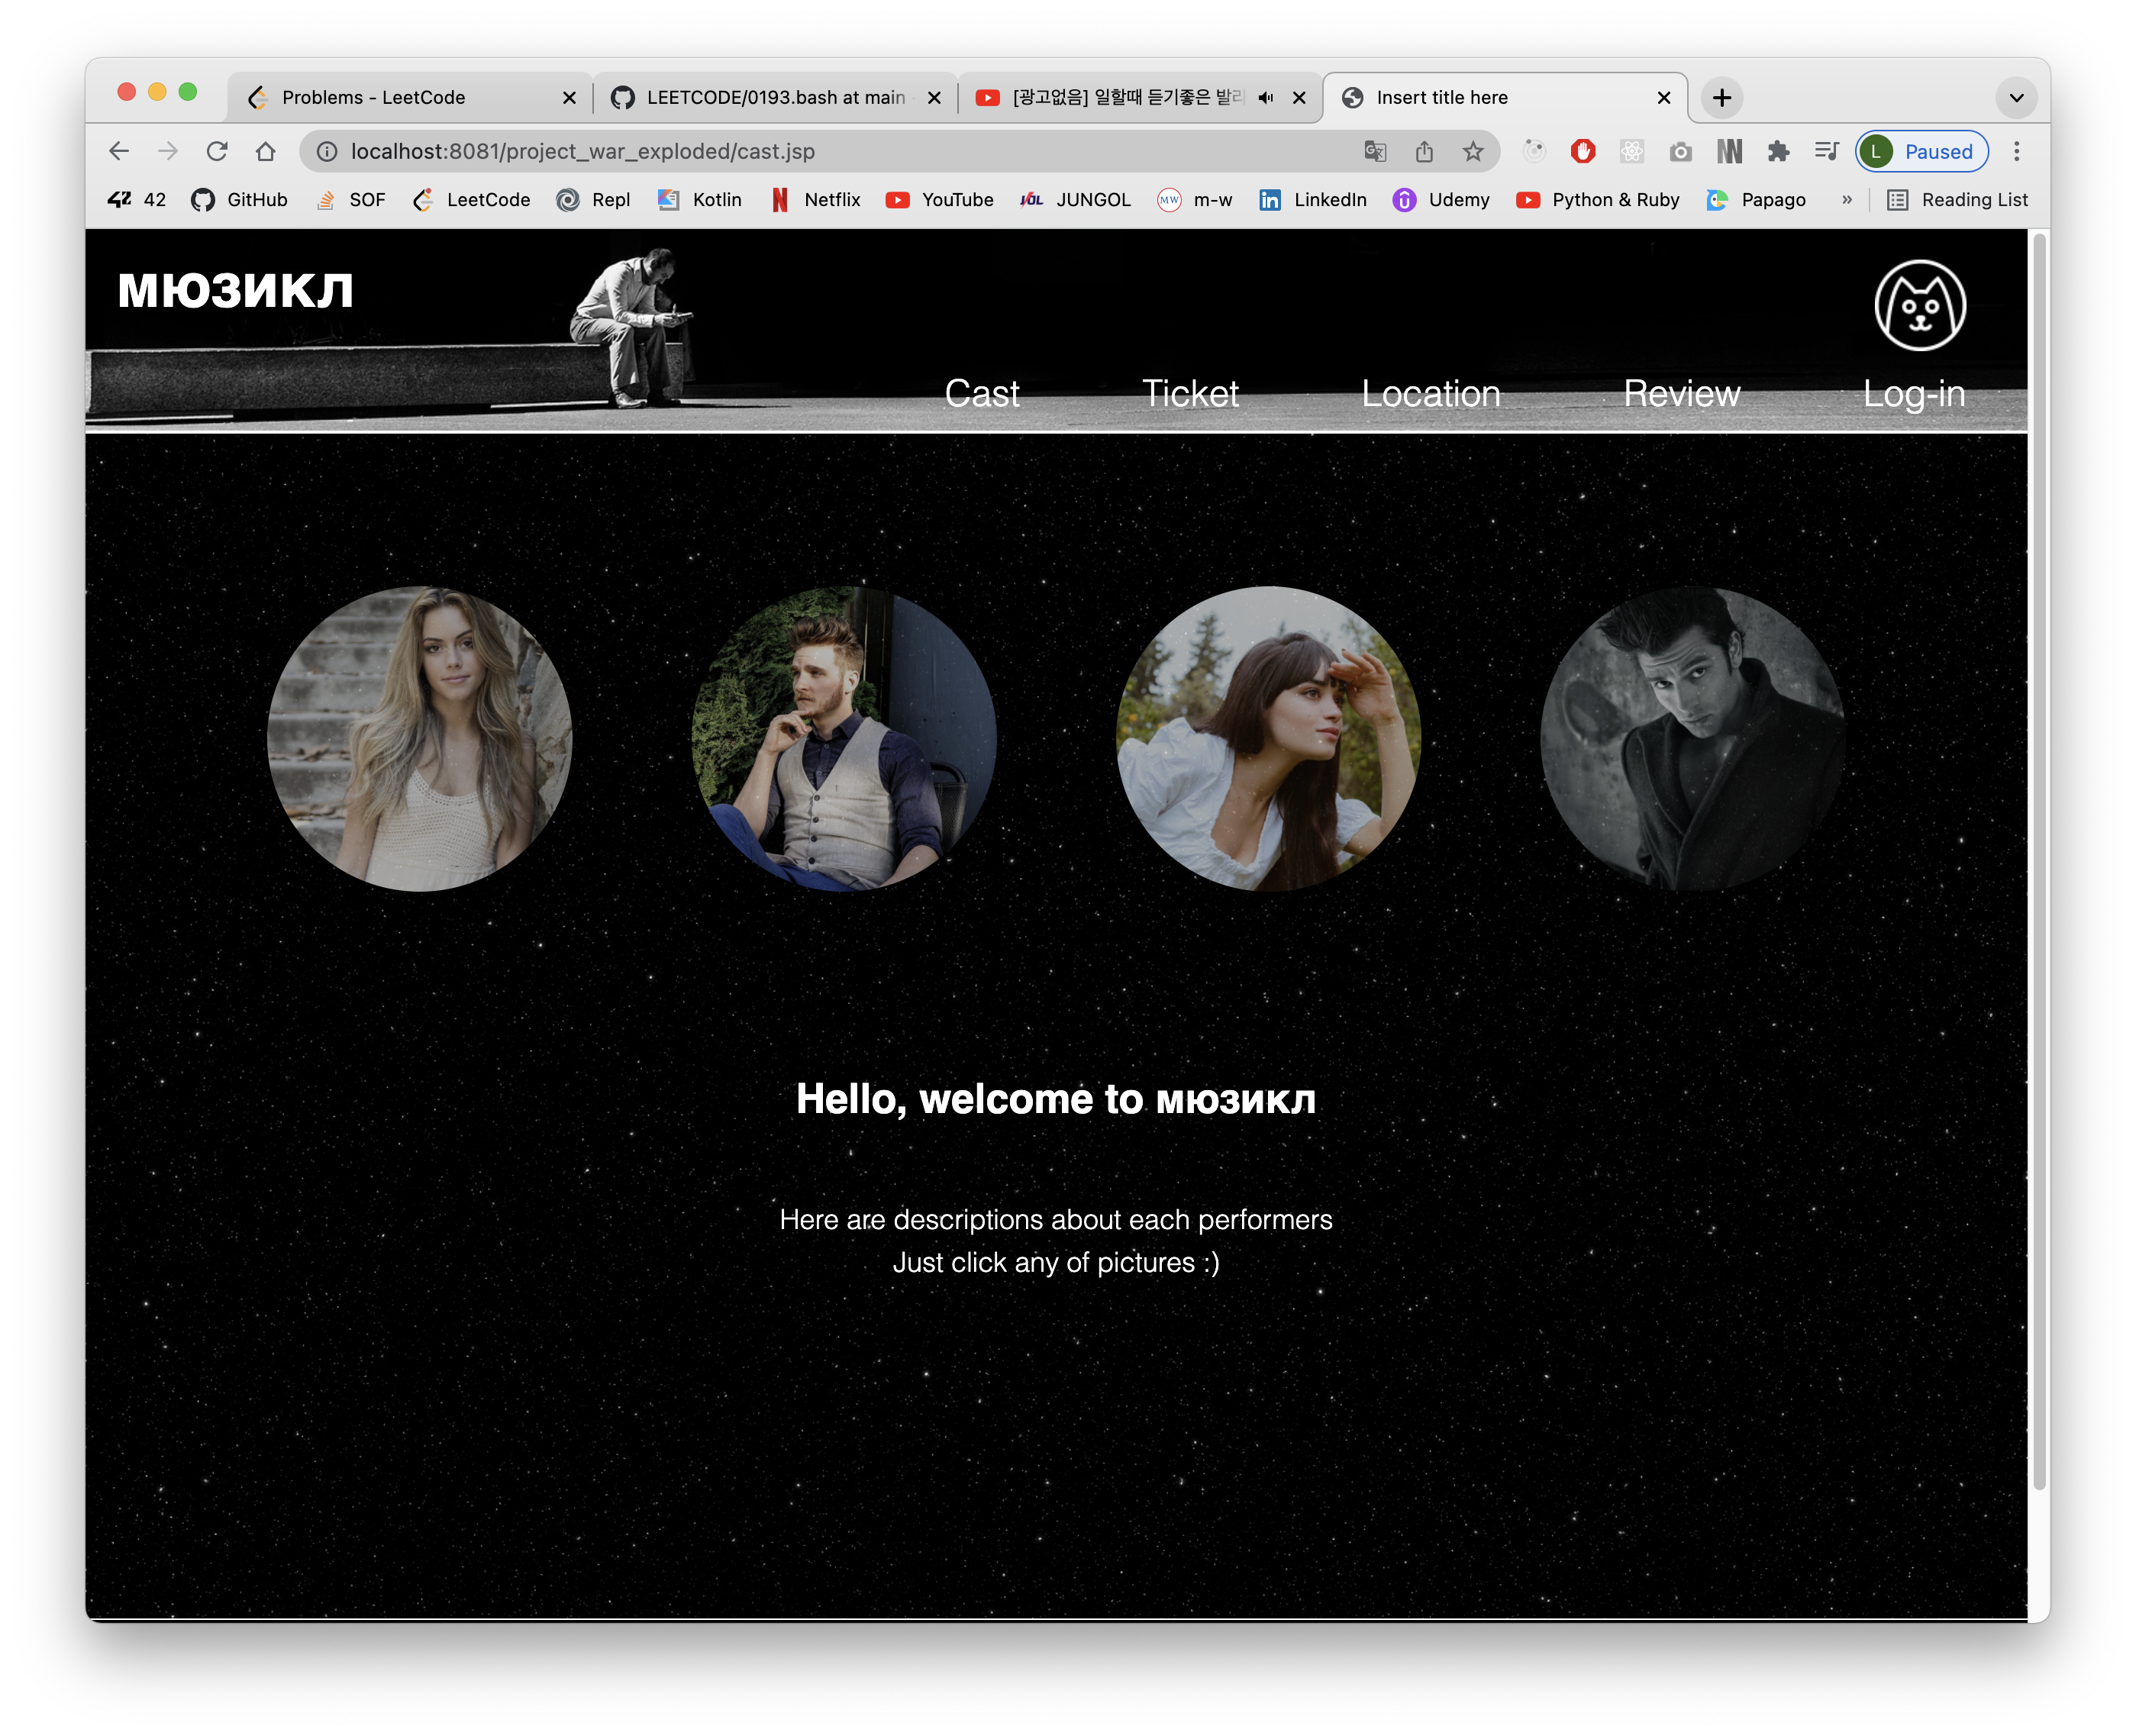 Problems - LeetCode
LEETCODE/0193.bash at main
[광고없음] 일할때 듣기좋은
Insert title here
localhost:8081/project_war_exploded/cast.jsp
L Paused
42 GitHub SOF LeetCode Repl Kotlin Netflix YouTube JUNGOL m-w LinkedIn Udemy Python & Ruby Papago » Reading List
мюзикл
Cast Ticket Location Review Log-in
Hello, welcome to мюзикл
Here are descriptions about each performers
Just click any of pictures :)